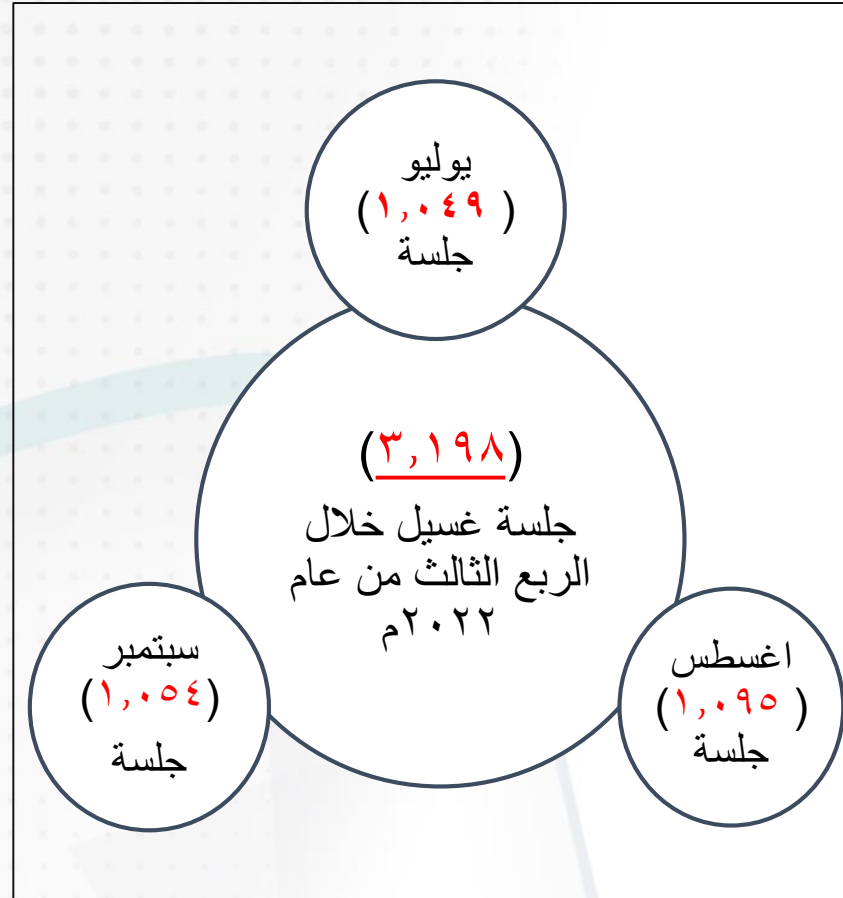 يوليو
(١,٠٤٩ )
جلسة
(٣,١٩٨)
جلسة غسيل خلال
الربع الثالث من عام
٢٠٢٢م
اغسطس
(١,٠٩٥ )
جلسة
سبتمبر
(١,٠٥٤)
جلسة